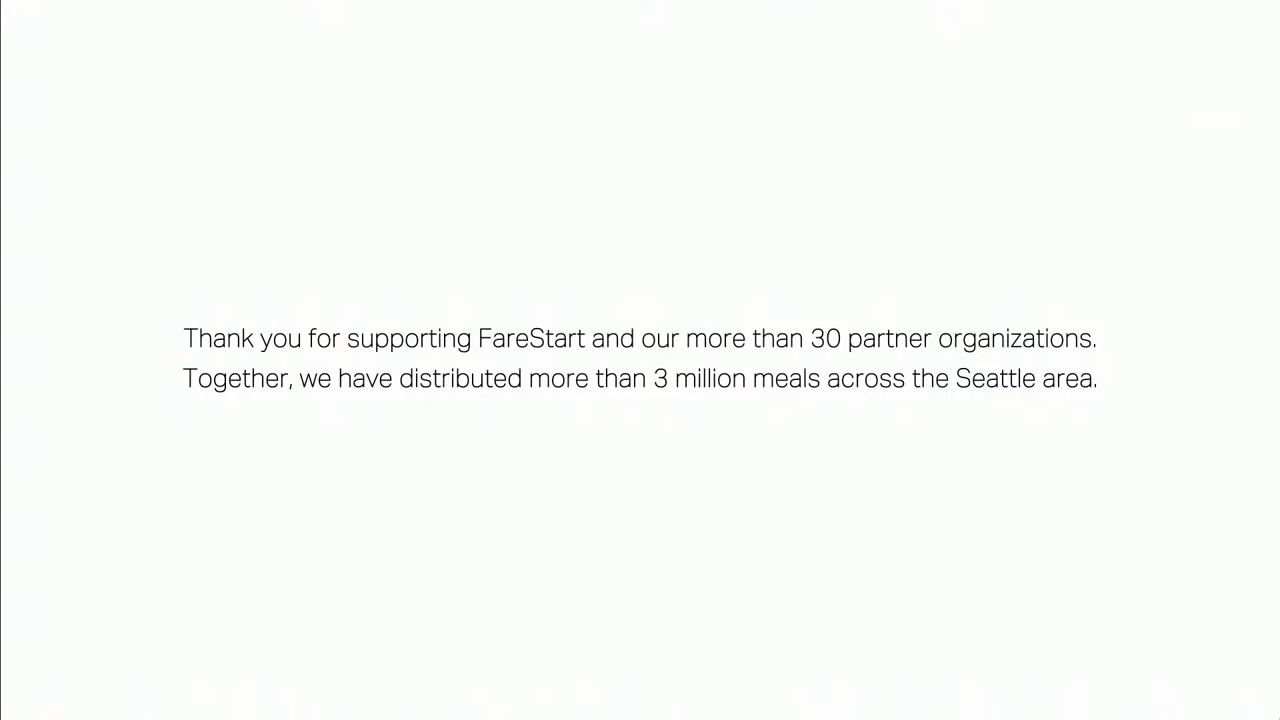 Thank you for supporting FareStart and our more than 30 partner organizations.
Together, we have distributed more than 3 million meals across the Seattle area.